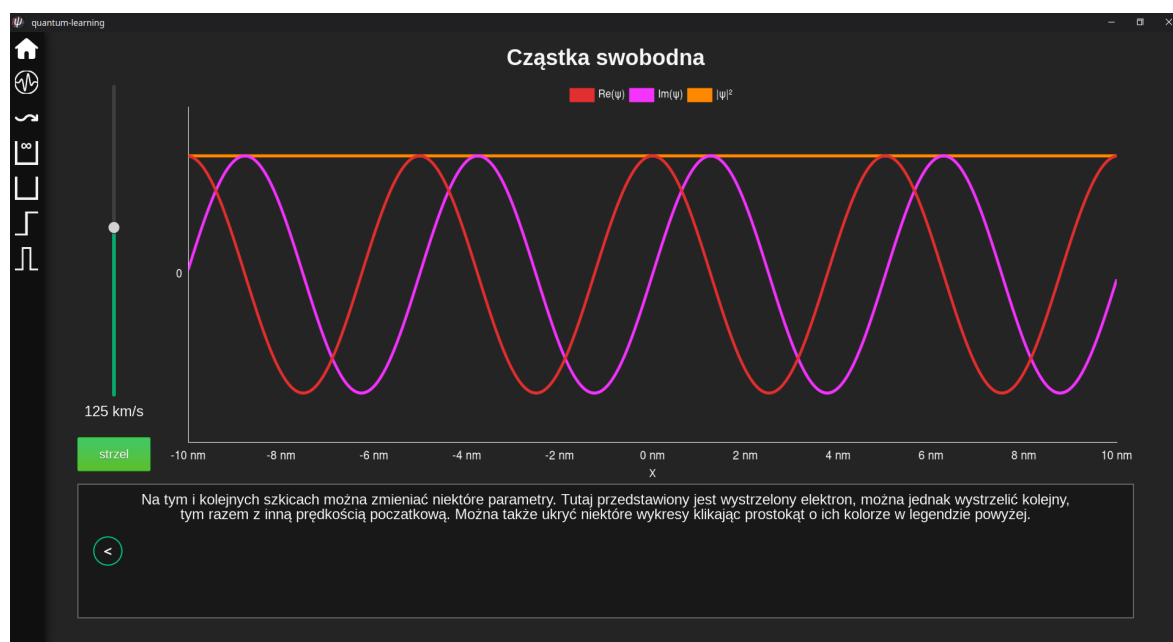 quantum-learning
Cząstka swobodna
Re(ψ) Im(ψ) |ψ|²
0
125 km/s
strzel
-10 nm -8 nm -6 nm -4 nm -2 nm 0 nm 2 nm 4 nm 6 nm 8 nm 10 nm
X
Na tym i kolejnych szkicach można zmieniać niektóre parametry. Tutaj przedstawiony jest wystrzelony elektron, można jednak wystrzelić kolejny,
tym razem z inną prędkością poczatkową. Można także ukryć niektóre wykresy klikając prostokąt o ich kolorze w legendzie powyżej.
<